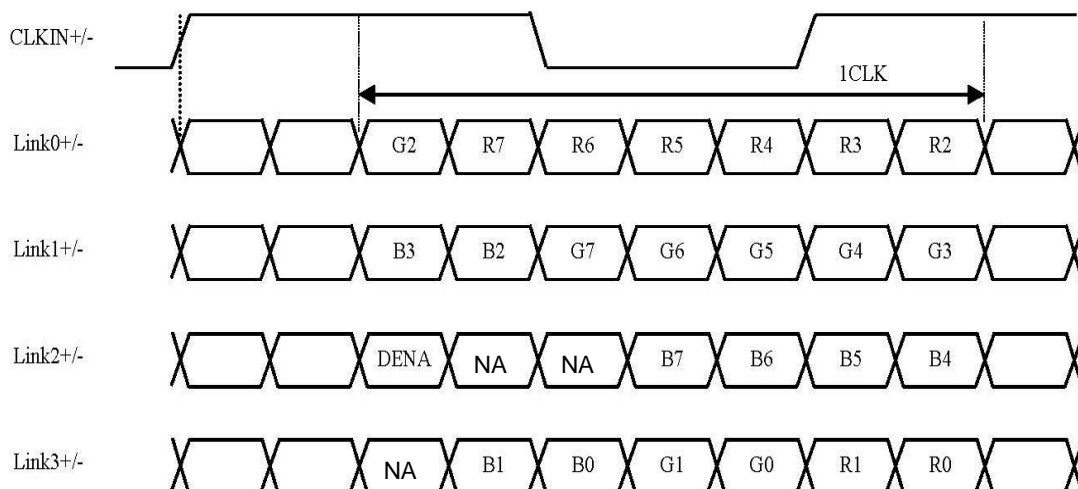 CLKIN+/-
1CLK
Link0+/- G2 R7 R6 R5 R4 R3 R2
Link1+/- B3 B2 G7 G6 G5 G4 G3
Link2+/- DENA NA NA B7 B6 B5 B4
Link3+/- NA B1 B0 G1 G0 R1 R0